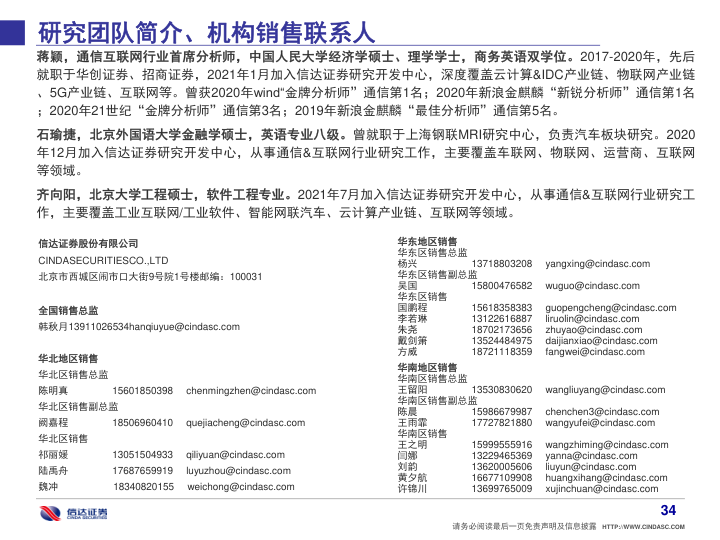 研究团队简介、机构销售联系人
蒋颖，通信互联网行业首席分析师，中国人民大学经济学硕士、理学学士，商务英语双学位。2017-2020年，先后
就职于华创证券、招商证券，2021年1月加入信达证券研究开发中心，深度覆盖云计算&IDC产业链、物联网产业链
、5G产业链、互联网等。曾获2020年wind“金牌分析师”通信第1名；2020年新浪金麒麟“新锐分析师”通信第1名
；2020年21世纪“金牌分析师”通信第3名；2019年新浪金麒麟“最佳分析师”通信第5名。
石瑜捷，北京外国语大学金融学硕士，英语专业八级。曾就职于上海钢联MRI研究中心，负责汽车板块研究。2020
年12月加入信达证券研究开发中心，从事通信&互联网行业研究工作，主要覆盖车联网、物联网、运营商、互联网
等领域。
齐向阳，北京大学工程硕士，软件工程专业。2021年7月加入信达证券研究开发中心，从事通信&互联网行业研究工
作，主要覆盖工业互联网/工业软件、智能网联汽车、云计算产业链、互联网等领域。
信达证券股份有限公司
CINDASECURITIESCO.,LTD
北京市西城区闹市口大街9号院1号楼邮编：100031
全国销售总监
韩秋月13911026534hanqiuyue@cindasc.com
华北地区销售
华北区销售总监
陈明真 15601850398 chenmingzhen@cindasc.com
华北区销售副总监
阙嘉程 18506960410 quejiacheng@cindasc.com
华北区销售
祁丽媛 13051504933 qiliyuan@cindasc.com
陆禹舟 17687659919 luyuzhou@cindasc.com
魏冲 18340820155 weichong@cindasc.com
华东地区销售
华东区销售总监
杨兴 13718803208 yangxing@cindasc.com
华东区销售副总监
吴国 15800476582 wuguo@cindasc.com
华东区销售
国鹏程 15618358383 guopengcheng@cindasc.com
李若琳 13122616887 liruolin@cindasc.com
朱尧 18702173656 zhuyao@cindasc.com
戴剑箫 13524484975 daijianxiao@cindasc.com
方威 18721118359 fangwei@cindasc.com
华南地区销售
华南区销售总监
王留阳 13530830620 wangliuyang@cindasc.com
华南区销售副总监
陈晨 15986679987 chenchen3@cindasc.com
王雨霏 17727821880 wangyufei@cindasc.com
华南区销售
王之明 15999555916 wangzhiming@cindasc.com
闫娜 13229465369 yanna@cindasc.com
刘韵 13620005606 liuyun@cindasc.com
黄夕航 16677109908 huangxihang@cindasc.com
许锦川 13699765009 xujinchuan@cindasc.com
信达证券
CINDA SECURITIES
34
请务必阅读最后一页免责声明及信息披露 HTTP://WWW.CINDASC.COM